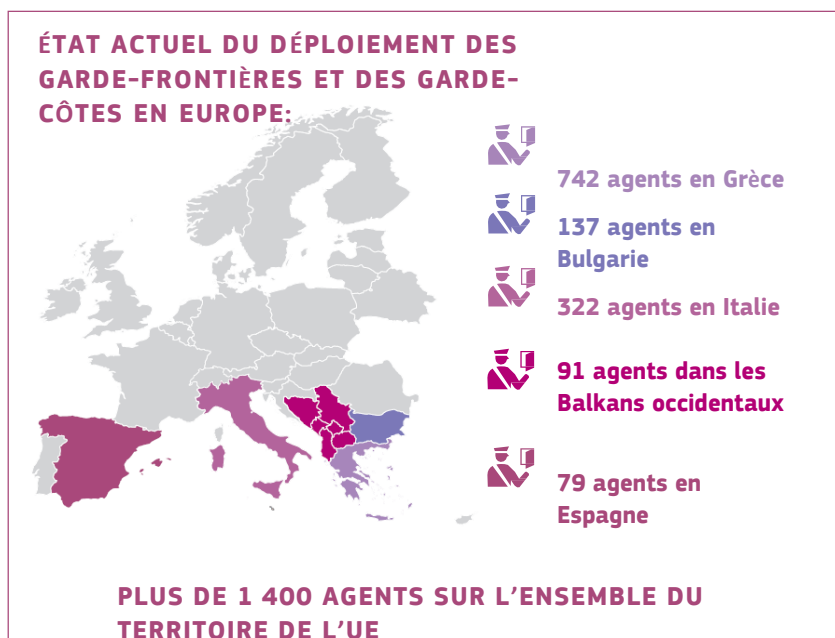 ÉTAT ACTUEL DU DÉPLOIEMENT DES
GARDE-FRONTIÈRES ET DES GARDE-
CÔTES EN EUROPE:
742 agents en Grèce
137 agents en
Bulgarie
322 agents en Italie
91 agents dans les
Balkans occidentaux
79 agents en
Espagne
PLUS DE 1 400 AGENTS SUR L'ENSEMBLE DU
TERRITOIRE DE L'UE